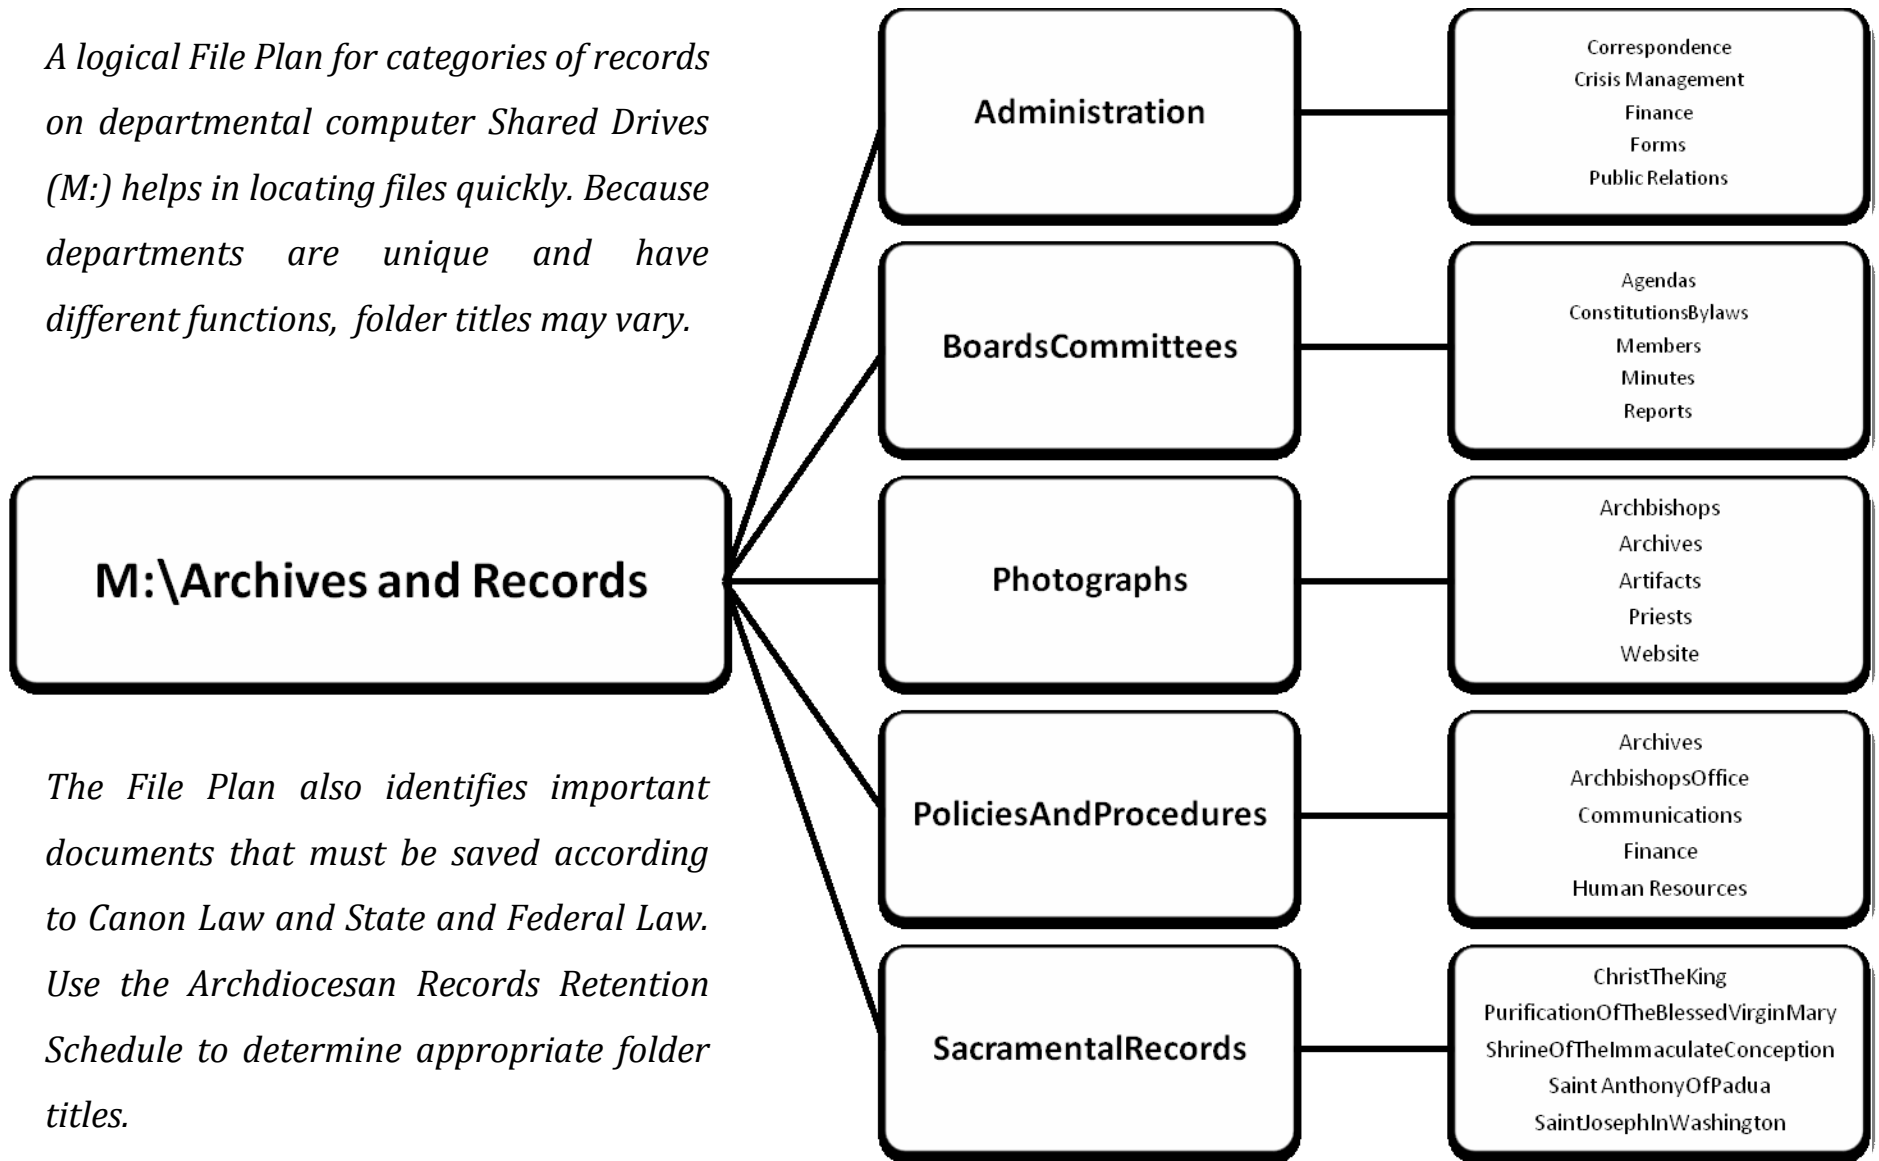 A logical File Plan for categories of records
on departmental computer Shared Drives
(M:) helps in locating files quickly. Because
departments are unique and have
different functions, folder titles may vary.
M:\Archives and Records
The File Plan also identifies important
documents that must be saved according
to Canon Law and State and Federal Law.
Use the Archdiocesan Records Retention
Schedule to determine appropriate folder
titles.
Administration
Correspondence
Crisis Management
Finance
Forms
Public Relations
BoardsCommittees
Agendas
ConstitutionsBylaws
Members
Minutes
Reports
Photographs
Archbishops
Archives
Artifacts
Priests
Website
PoliciesAndProcedures
Archives
ArchbishopsOffice
Communications
Finance
Human Resources
SacramentalRecords
ChristTheKing
PurificationOfTheBlessedVirginMary
ShrineOfTheImmaculateConception
Saint AnthonyOfPadua
SaintJosephInWashington